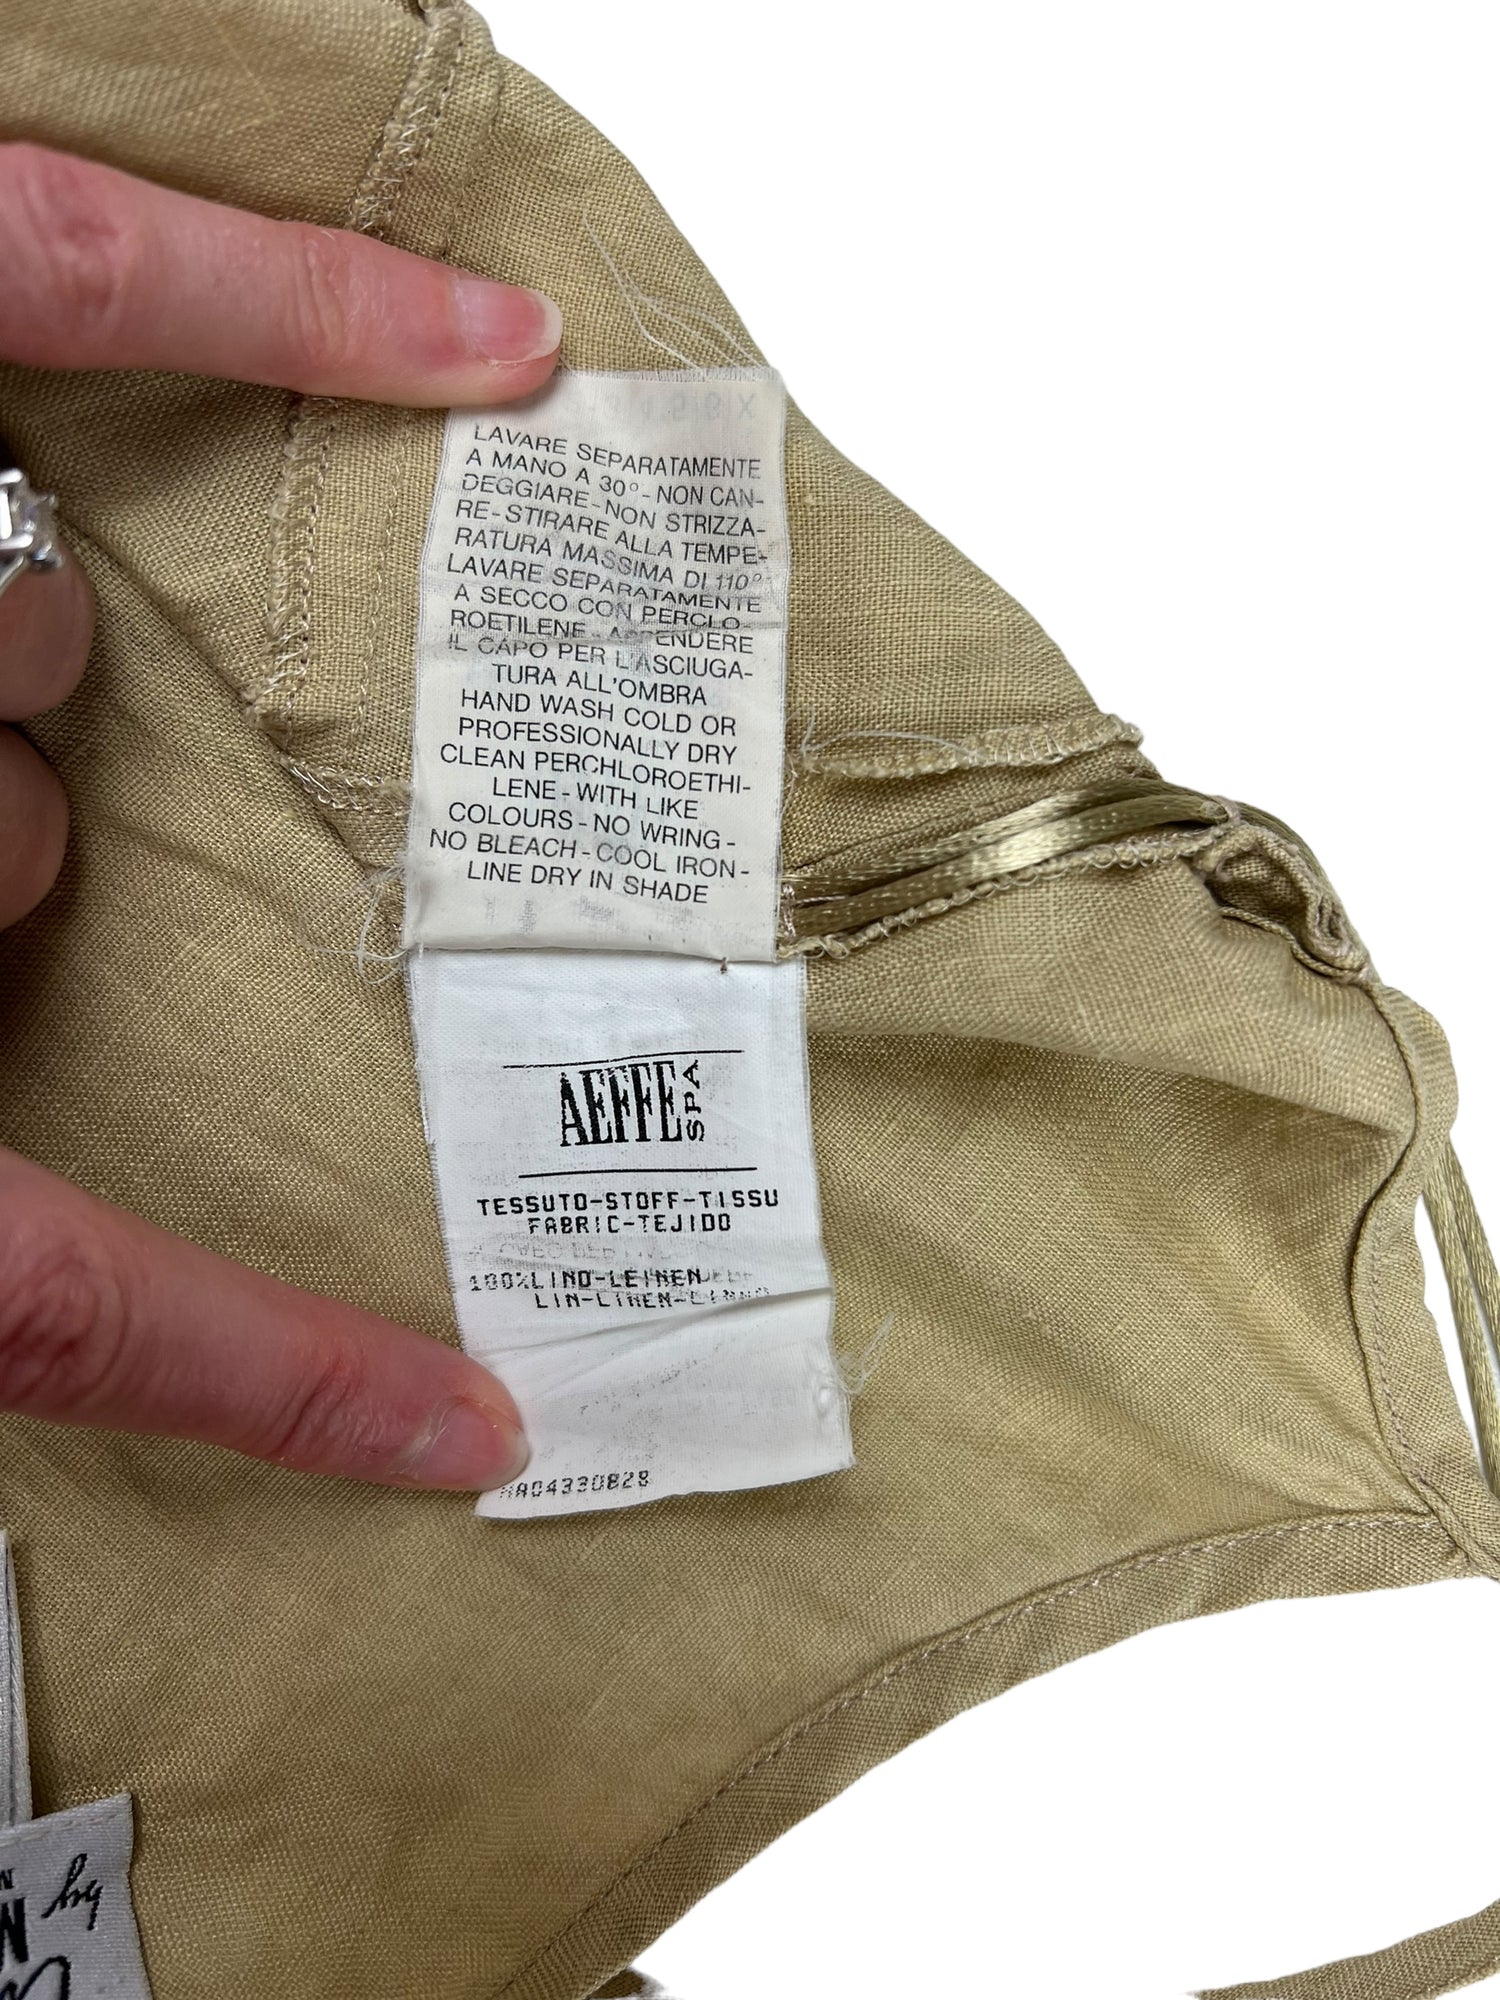 LAVARE SEPARATAMENTE
A MANO A 30°-NON CAN-
DEGGIARE-NON STRIZZA-
RE-STIRARE ALLA TEMPE-
RATURA MASSIMA DI 110°
LAVARE SEPARATAMENTE
A SECCO CON PERCLO-
ROETILENE-APPENDERE
IL CAPO PER L'ASCIUGA-
TURA ALL'OMBRA
HAND WASH COLD OR
PROFESSIONALLY DRY
CLEAN PERCHLOROETHI-
LENE-WITH LIKE
COLOURS-NO WRING-
NO BLEACH-COOL IRON-
LINE DRY IN SHADE
AEFFE SPA
TESSUTO-STOFF-TISSU
FABRIC-TEJIDO
100%LINO-LEINEN
LIN-LINEN-LINNO
04330828
by